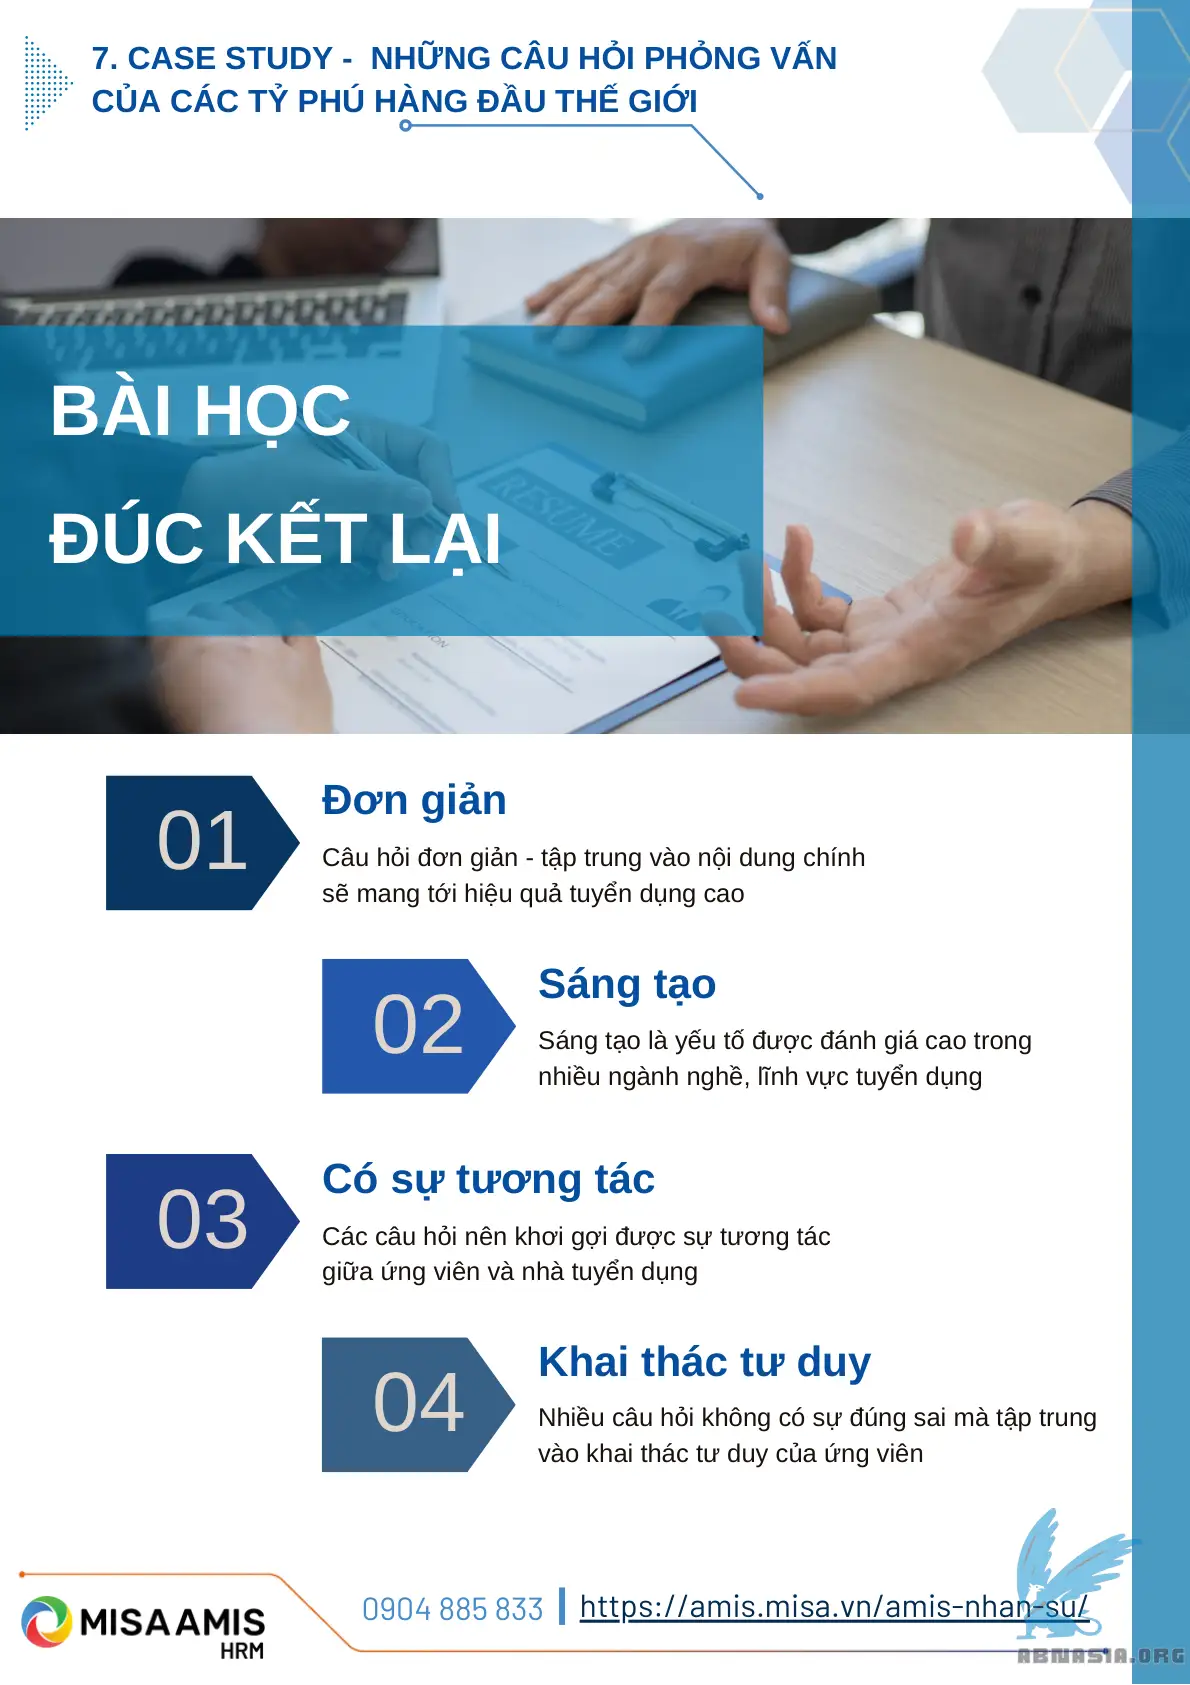 7. CASE STUDY - NHỮNG CÂU HỎI PHỎNG VẤN
CỦA CÁC TỶ PHÚ HÀNG ĐẦU THẾ GIỚI
BÀI HỌC
ĐÚC KẾT LẠI
RESUME
01
Đơn giản
Câu hỏi đơn giản - tập trung vào nội dung chính
sẽ mang tới hiệu quả tuyển dụng cao
02
Sáng tạo
Sáng tạo là yếu tố được đánh giá cao trong
nhiều ngành nghề, lĩnh vực tuyển dụng
03
Có sự tương tác
Các câu hỏi nên khơi gợi được sự tương tác
giữa ứng viên và nhà tuyển dụng
04
Khai thác tư duy
Nhiều câu hỏi không có sự đúng sai mà tập trung
vào khai thác tư duy của ứng viên
MISA AMIS
HRM
0904 885 833
https://amis.misa.vn/amis-nhan-su/
ABNASIA.ORG